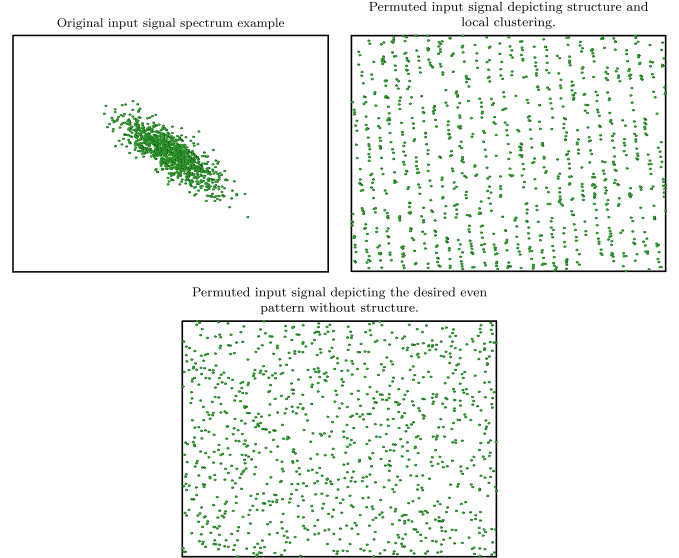 Original input signal spectrum example
Permuted input signal depicting structure and
local clustering.
Permuted input signal depicting the desired even
pattern without structure.